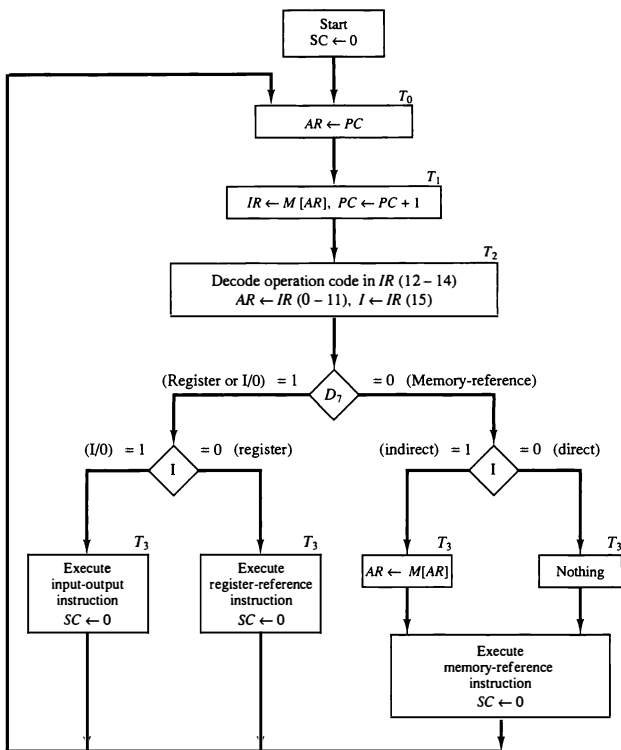 Start
SC ← 0
T₀
AR ← PC
T₁
IR ← M [AR], PC ← PC + 1
T₂
Decode operation code in IR (12 – 14)
AR ← IR (0 – 11), I ← IR (15)
(Register or I/0) = 1
D₇
= 0 (Memory-reference)
(I/0) = 1
I
= 0 (register)
(indirect) = 1
I
= 0 (direct)
T₃
Execute
input-output
instruction
SC ← 0
T₃
Execute
register-reference
instruction
SC ← 0
T₃
AR ← M[AR]
T₃
Nothing
Execute
memory-reference
instruction
SC ← 0